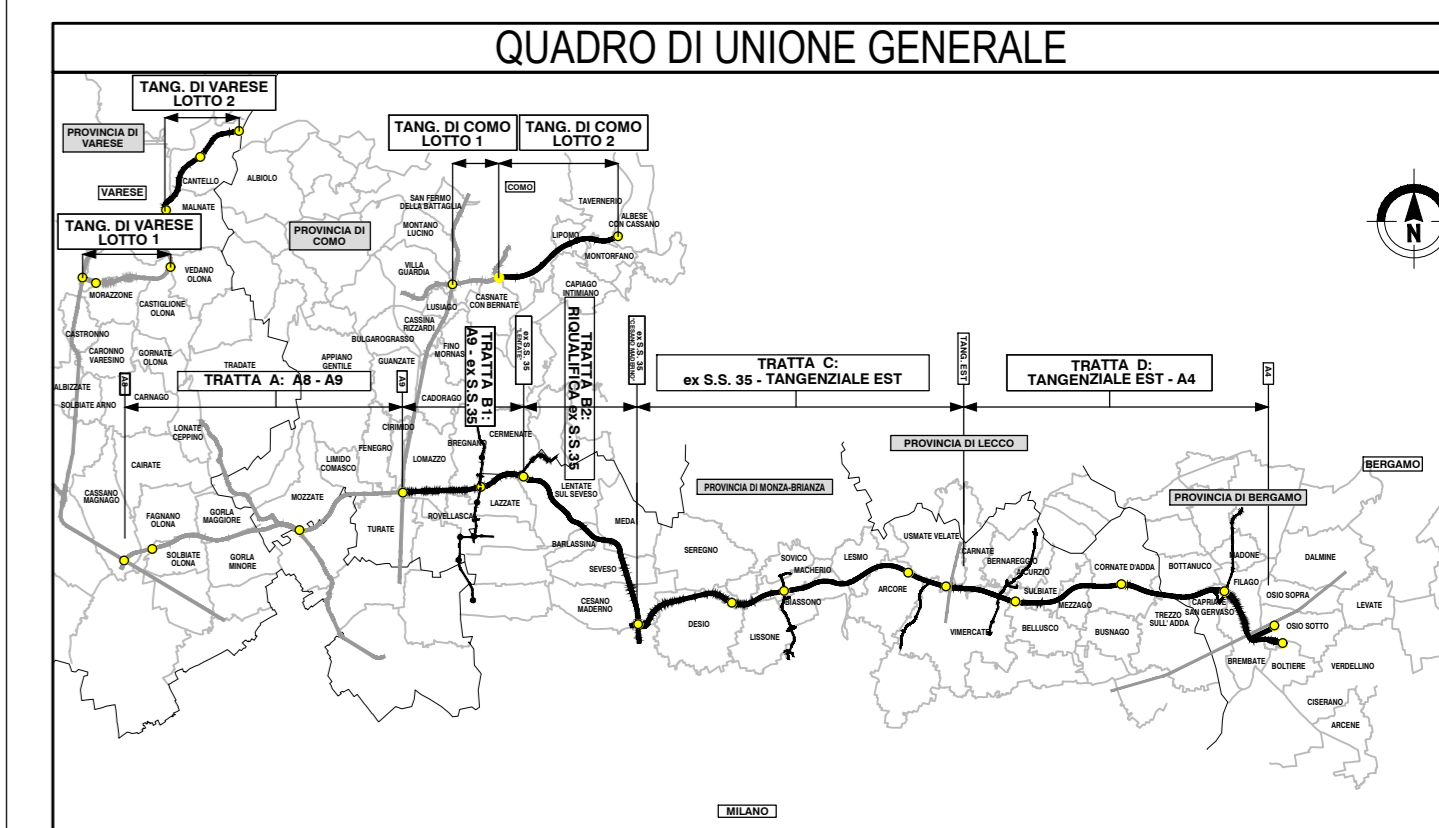 QUADRO DI UNIONE GENERALE
TANG. DI VARESE
LOTTO 2
PROVINCIA DI
VARESE
CANTELLO
ALBIOLO
VARESE
MALNATE
TANG. DI VARESE
LOTTO 1
VEDANO
OLONA
MORAZZONE
CASTIGLIONE
OLONA
PROVINCIA DI
COMO
TANG. DI COMO
LOTTO 1
TANG. DI COMO
LOTTO 2
COMO
SAN FERMO
DELLA BATTAGLIA
MONTANO
LUCINO
VILLA
GUARDIA
TAVERNERIO
ALBESE
CON CASSANO
LIPOMO
MONTORFANO
CAPIAGO
INTIMIANO
LUSIAGO
CASNATE
CON BERNATE
CASSINA
RIZZARDI
BULGAROGRASSO
FINO
MORNAS
GUANZATE
APPIANO
GENTILE
CASTRONNO
CARONNO
VARESINO
GORNATE
OLONA
TRADATE
ALBIZZATE
SOLBIATE ARNO
CARNAGO
A8
TRATTA A: A8 - A9
A9
CADORAGO
TRATTA B1:
A9 - ex S.S.35
ex S.S. 35
"LENTATE"
TRATTA B2:
RIQUALIFICA ex S.S.35
ex S.S. 35
"CESANO MADERNO"
TRATTA C:
ex S.S. 35 - TANGENZIALE EST
TANG. EST
TRATTA D:
TANGENZIALE EST - A4
A4
N
LONATE
CEPPINO
CIRIMIDO
FENEGRO
CERMENATE
BREGNANO
LOMAZZO
LIMIDO
COMASCO
CAIRATE
CASSANO
MAGNAGO
MOZZATE
FAGNANO
OLONA
GORLA
MAGGIORE
SOLBIATE
OLONA
GORLA
MINORE
TURATE
ROVELLASCA
LAZZATE
LENTATE
SUL SEVESO
MEDA
BARLASSINA
SEVESO
CESANO
MADERNO
PROVINCIA DI MONZA-BRIANZA
PROVINCIA DI LECCO
BERGAMO
PROVINCIA DI BERGAMO
SEREGNO
SOVICO
MACHERIO
LESMO
BIASSONO
DESIO
LISSONE
USMATE VELATE
ARCORE
CARNATE
BERNAREGGIO
SULBIATE
VIMERCATE
BELLUSCO
MEZZAGO
CORNATE D'ADDA
BUSNAGO
TREZZO
SULL' ADDA
BOTTANUCO
MADONE
FILAGO
CAPRIATE
SAN GERVASO
DALMINE
OSIO SOPRA
OSIO SOTTO
LEVATE
BREMBATE
BOLTIERE
VERDELLINO
CISERANO
ARCENE
MILANO